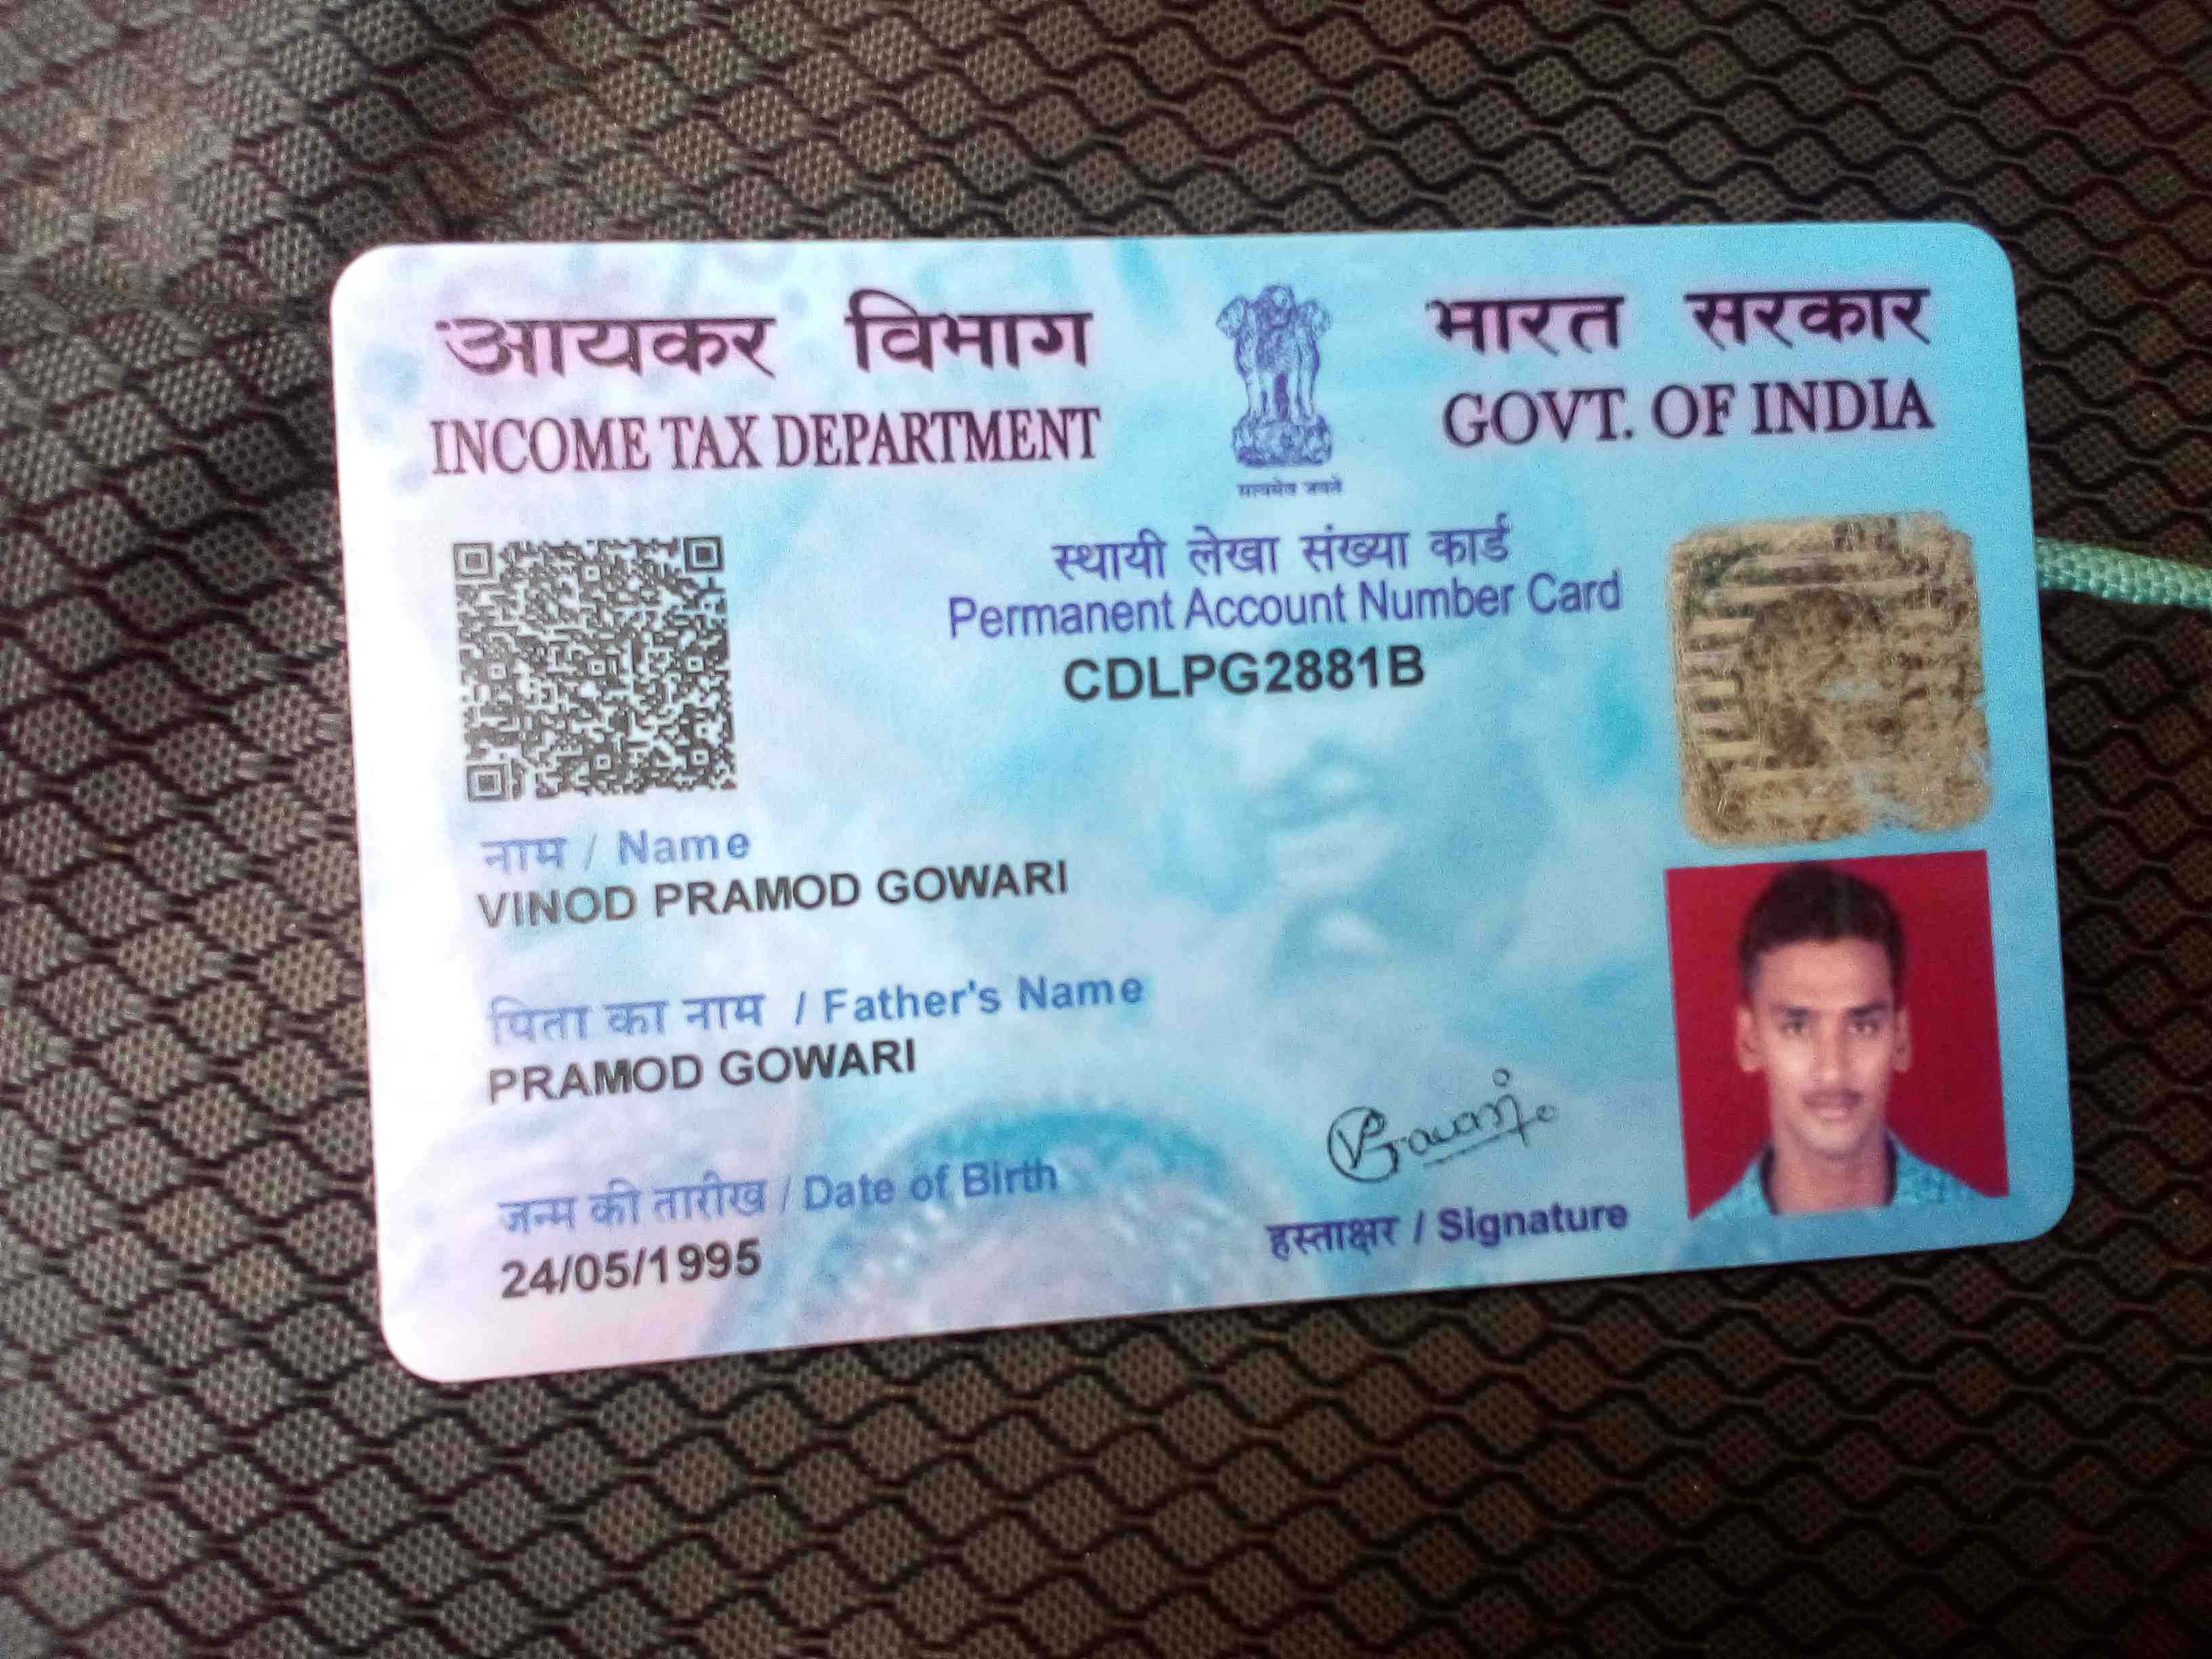 आयकर विभाग
INCOME TAX DEPARTMENT
भारत सरकार
GOVT. OF INDIA
सत्यमेव जयते
स्थायी लेखा संख्या कार्ड
Permanent Account Number Card
CDLPG2881B
नाम / Name
VINOD PRAMOD GOWARI
पिता का नाम / Father's Name
PRAMOD GOWARI
जन्म की तारीख / Date of Birth
24/05/1995
हस्ताक्षर / Signature